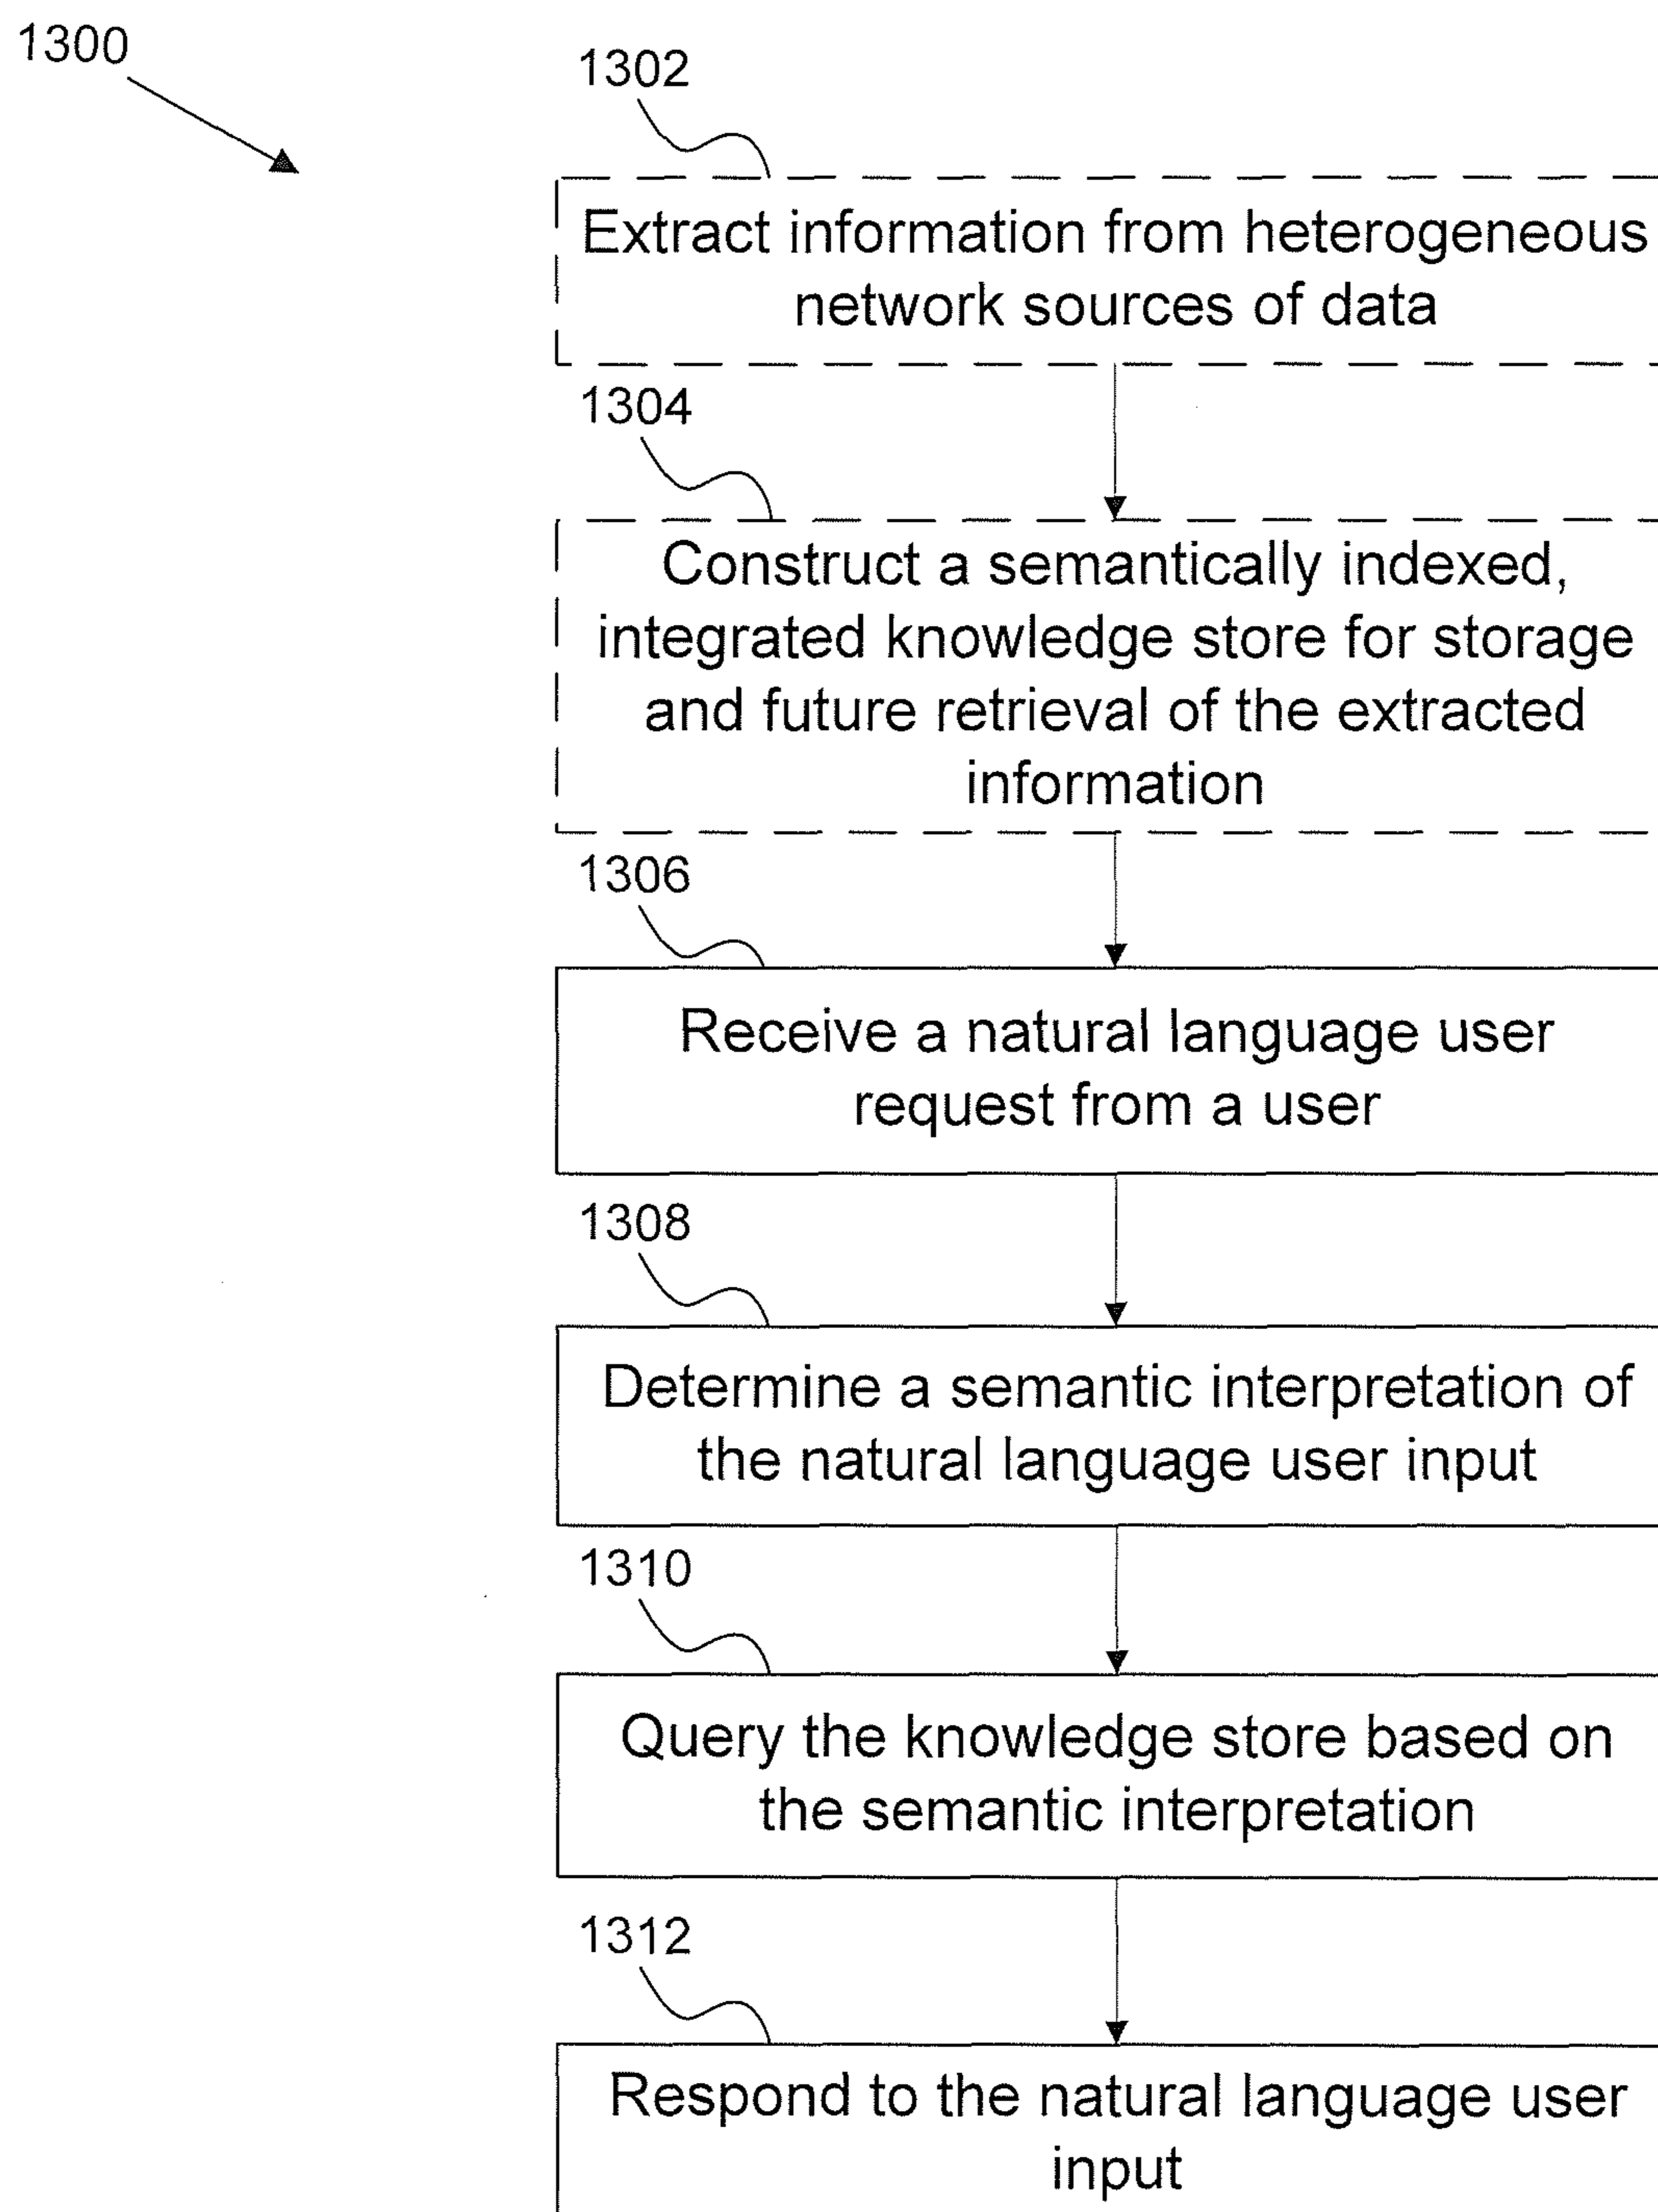 1300
1302
Extract information from heterogeneous
network sources of data
1304
Construct a semantically indexed,
integrated knowledge store for storage
and future retrieval of the extracted
information
1306
Receive a natural language user
request from a user
1308
Determine a semantic interpretation of
the natural language user input
1310
Query the knowledge store based on
the semantic interpretation
1312
Respond to the natural language user
input